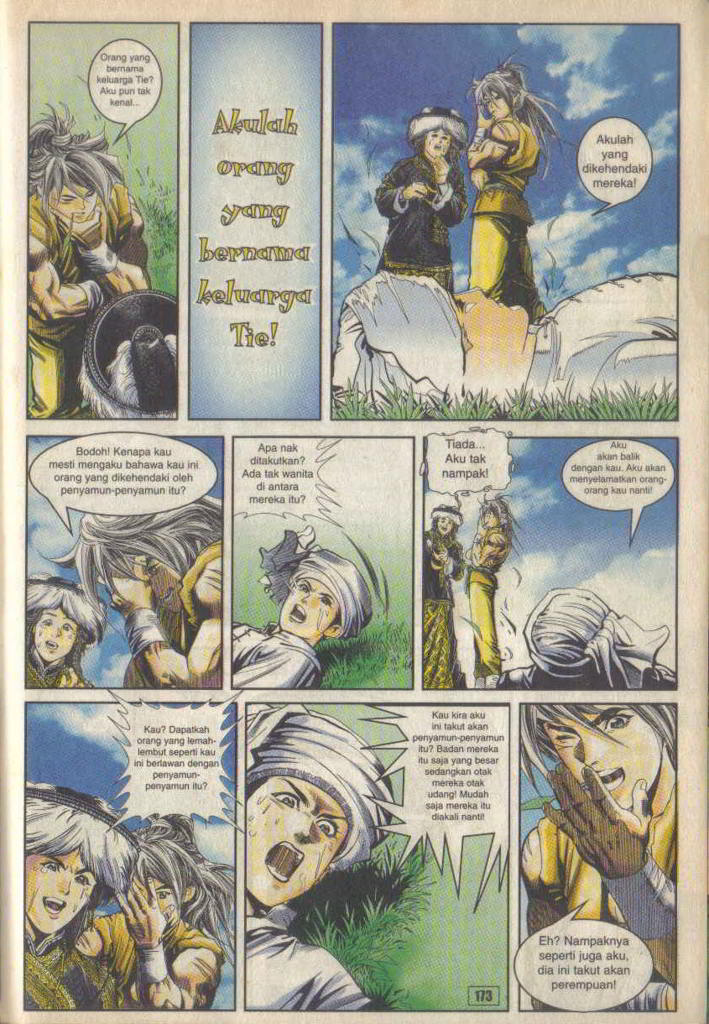 Orang yang
bernama
keluarga Tie?
Aku pun tak
kenal...
Akulah
orang
yang
bernama
keluarga
Tie!
Akulah
yang
dikehendaki
mereka!
Bodoh! Kenapa kau
mesti mengaku bahawa kau ini
orang yang dikehendaki oleh
penyamun-penyamun itu?
Apa nak
ditakutkan?
Ada tak wanita
di antara
mereka itu?
Tiada...
Aku tak
nampak!
Aku
akan balik
dengan kau. Aku akan
menyelamatkan orang-
orang kau nanti!
Kau? Dapatkah
orang yang lemah-
lembut seperti kau
ini berlawan dengan
penyamun-
penyamun itu?
Kau kira aku
ini takut akan
penyamun-penyamun
itu? Badan mereka
itu saja yang besar
sedangkan otak
mereka otak
udang! Mudah
saja mereka itu
diakali nanti!
Eh? Nampaknya
seperti juga aku,
dia ini takut akan
perempuan!
173